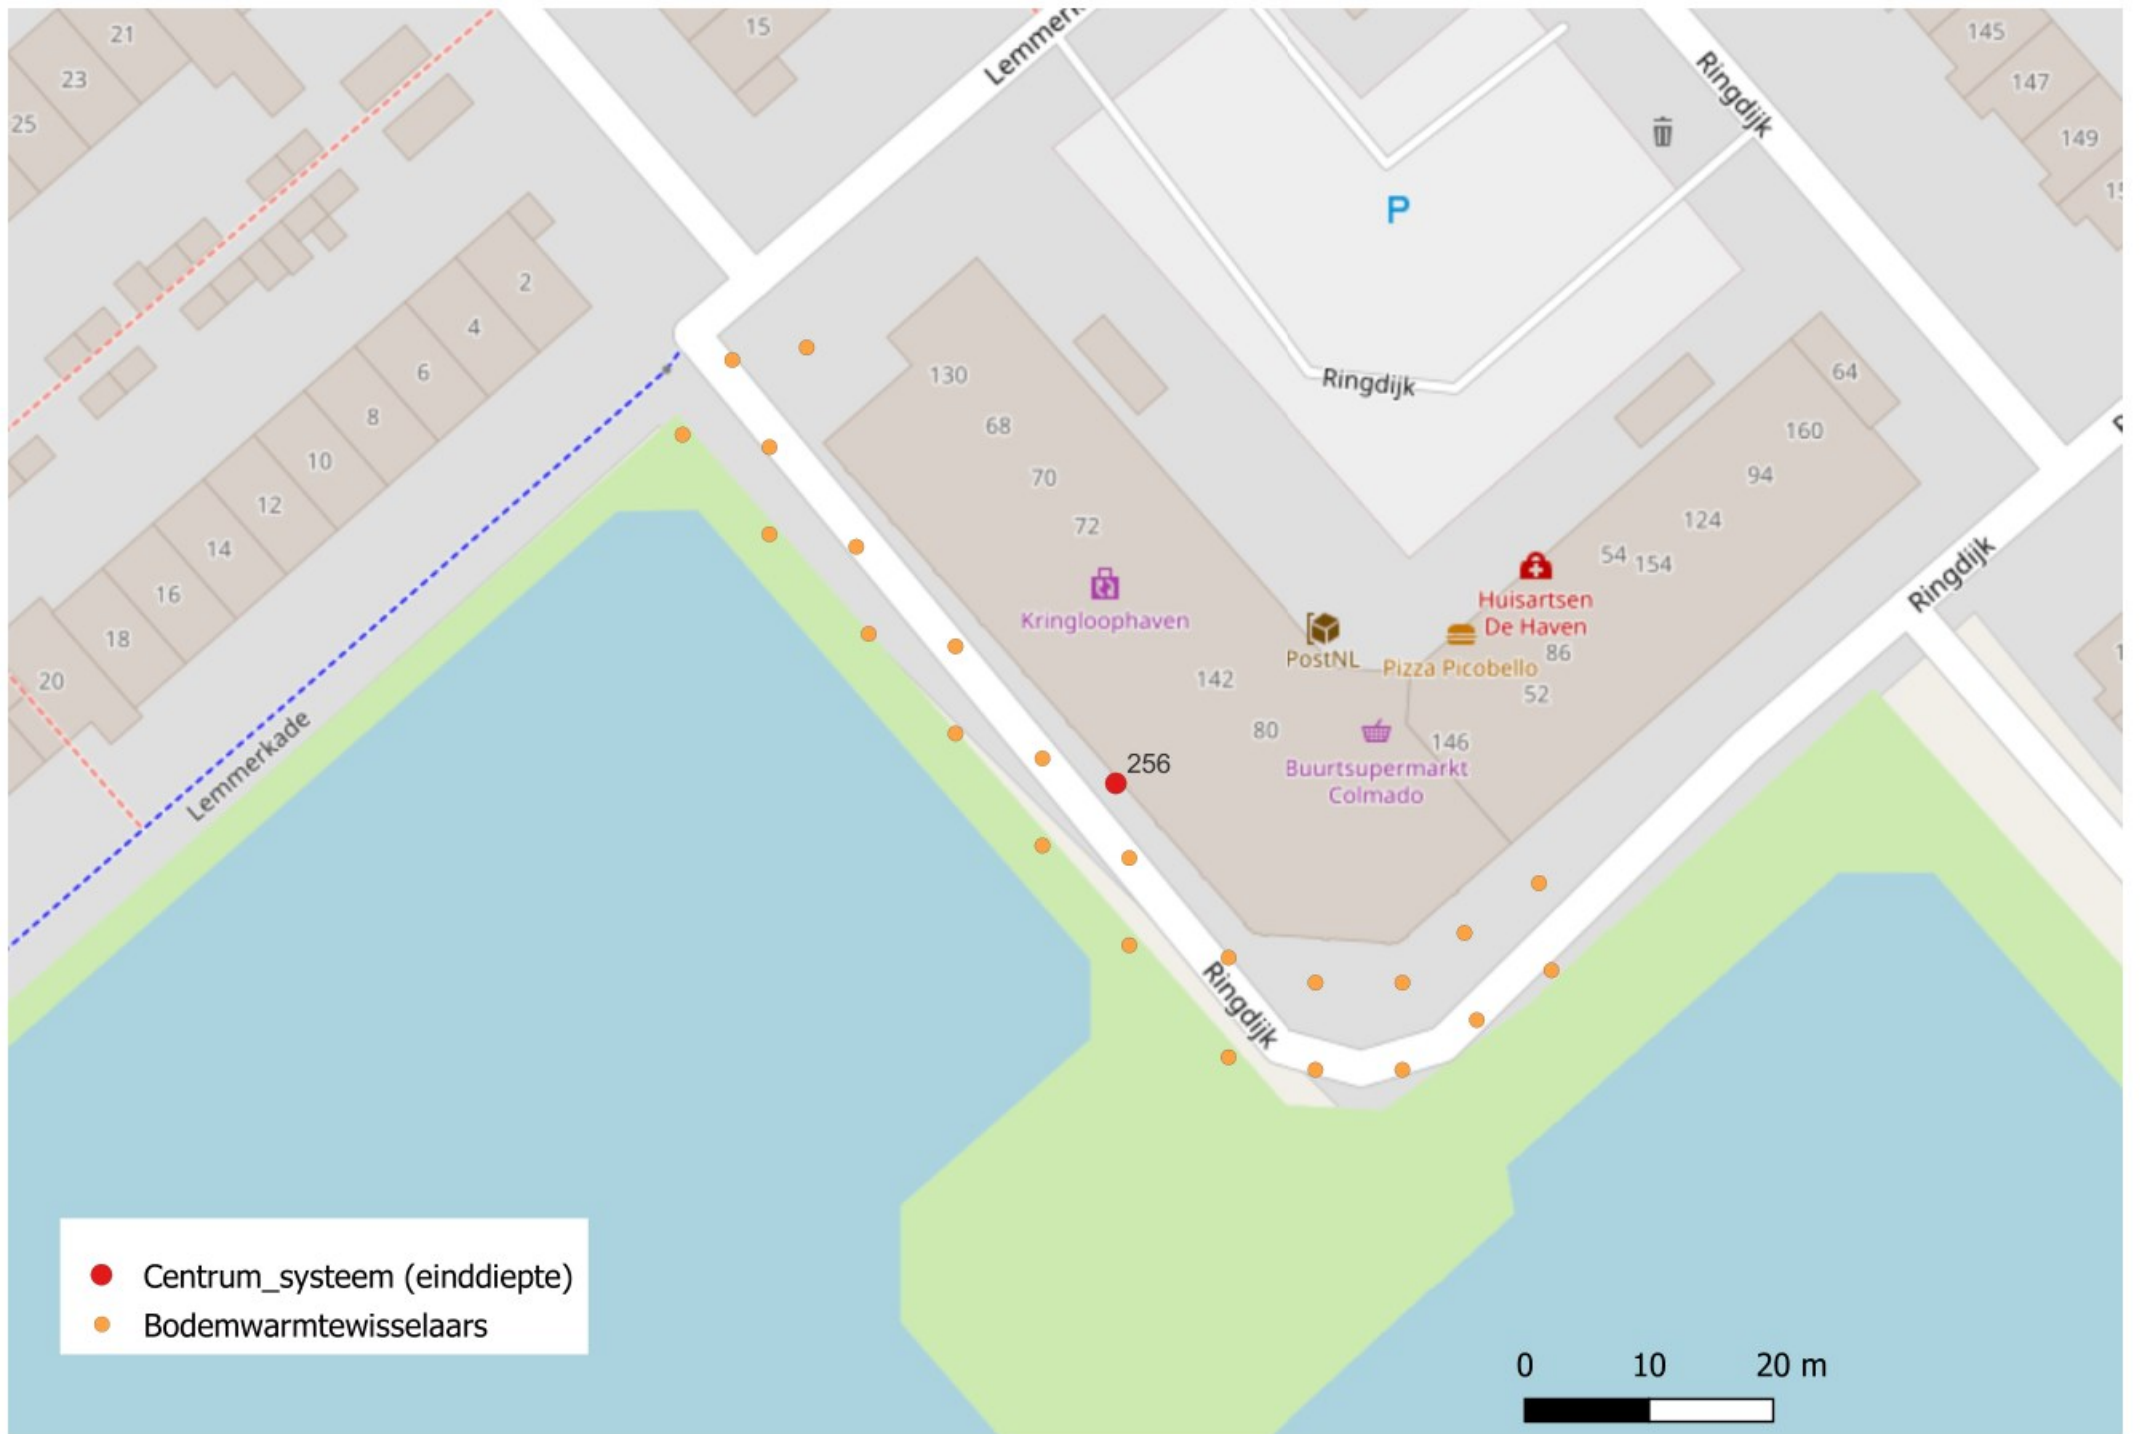 21
15
145
23
147
25
149
Lemmerk
Ringdijk
P
2
4
6
8
10
12
14
16
18
20
130
68
70
72
Ringdijk
64
160
94
124
54
154
Kringloophaven
Huisartsen
De Haven
PostNL
Pizza Picobello
86
52
142
80
146
Buurtsupermarkt
Colmado
256
Ringdijk
Lemmerkade
Ringdijk
Centrum_systeem (einddiepte)
Bodemwarmtewisselaars
0 10 20 m